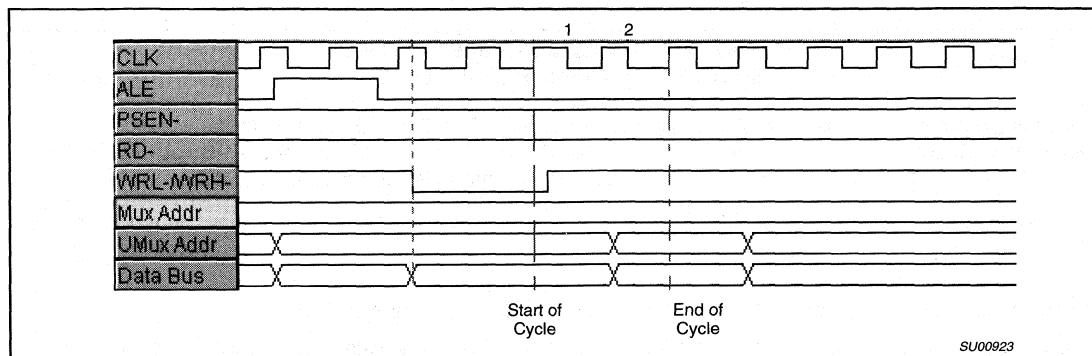 1 2
CLK
ALE
PSEN-
RD-
WRL-/WRH-
Mux Addr
UMux Addr
Data Bus
Start of
Cycle
End of
Cycle
SU00923